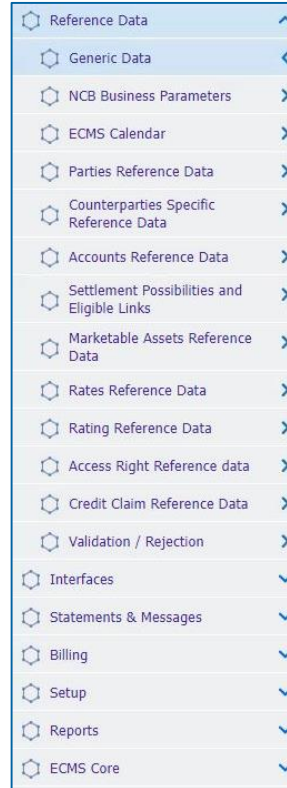 Reference Data
Generic Data
NCB Business Parameters
ECMS Calendar
Parties Reference Data
Counterparties Specific
Reference Data
Accounts Reference Data
Settlement Possibilities and
Eligible Links
Marketable Assets Reference
Data
Rates Reference Data
Rating Reference Data
Access Right Reference data
Credit Claim Reference Data
Validation / Rejection
Interfaces
Statements & Messages
Billing
Setup
Reports
ECMS Core